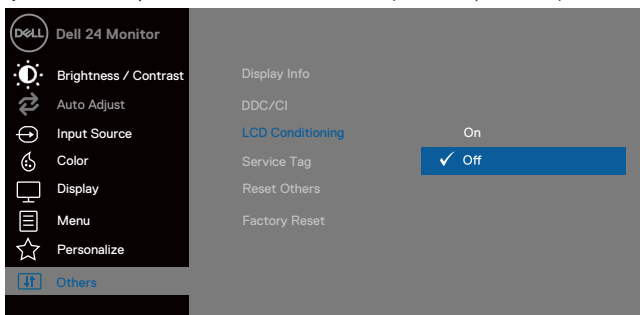 DELL Dell 24 Monitor
Brightness / Contrast Display Info
Auto Adjust DDC/CI
Input Source LCD Conditioning On
Color Service Tag ✓ Off
Display Reset Others
Menu Factory Reset
Personalize
Others